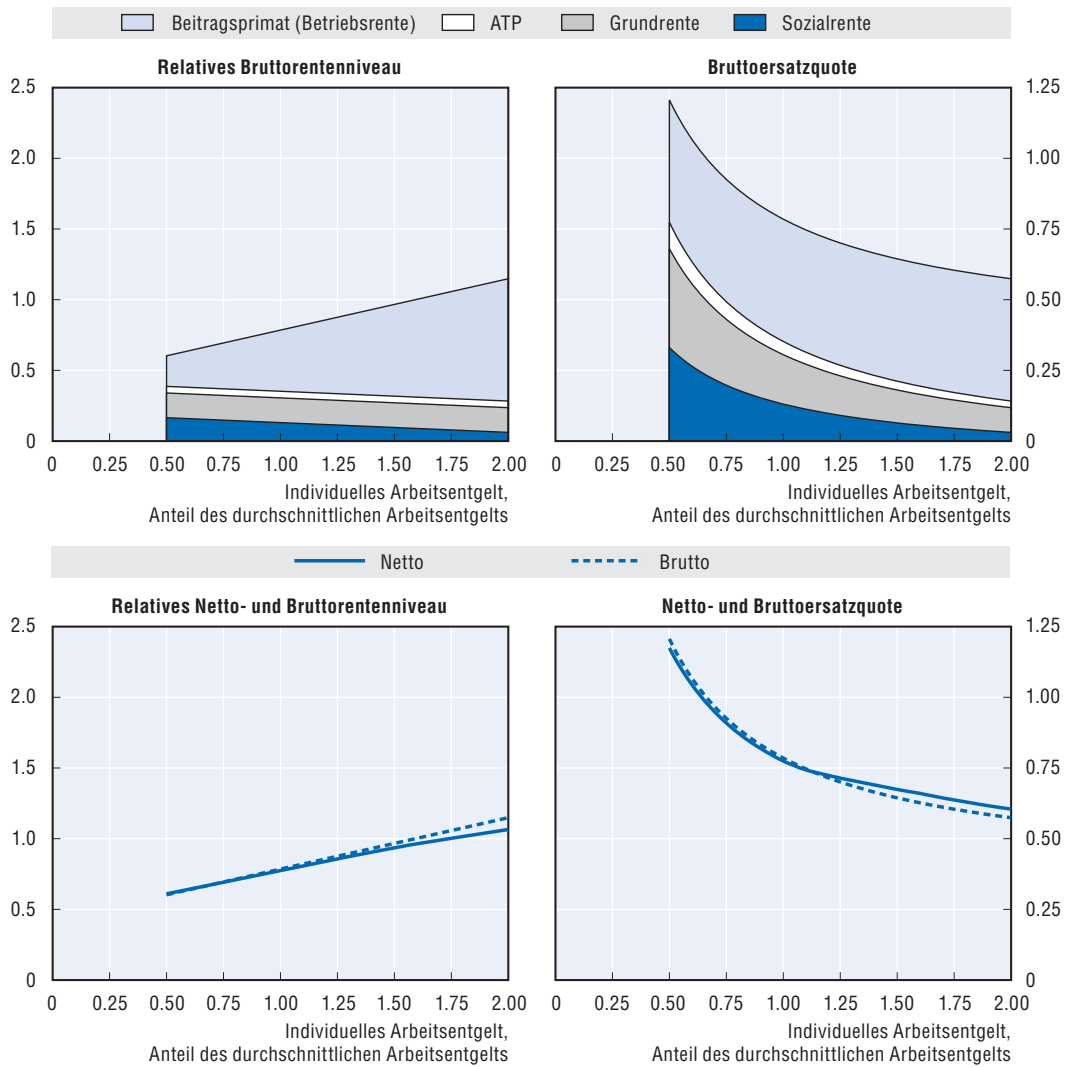 Beitragsprimat (Betriebsrente) ATP Grundrente Sozialrente
Relatives Bruttorentenniveau
2.5
2.0
1.5
1.0
0.5
0
0 0.25 0.50 0.75 1.00 1.25 1.50 1.75 2.00
Individuelles Arbeitsentgelt,
Anteil des durchschnittlichen Arbeitsentgelts
Bruttoersatzquote
1.25
1.00
0.75
0.50
0.25
0
0 0.25 0.50 0.75 1.00 1.25 1.50 1.75 2.00
Individuelles Arbeitsentgelt,
Anteil des durchschnittlichen Arbeitsentgelts
Netto Brutto
Relatives Netto- und Bruttorentenniveau
2.5
2.0
1.5
1.0
0.5
0
0 0.25 0.50 0.75 1.00 1.25 1.50 1.75 2.00
Individuelles Arbeitsentgelt,
Anteil des durchschnittlichen Arbeitsentgelts
Netto- und Bruttoersatzquote
1.25
1.00
0.75
0.50
0.25
0
0 0.25 0.50 0.75 1.00 1.25 1.50 1.75 2.00
Individuelles Arbeitsentgelt,
Anteil des durchschnittlichen Arbeitsentgelts